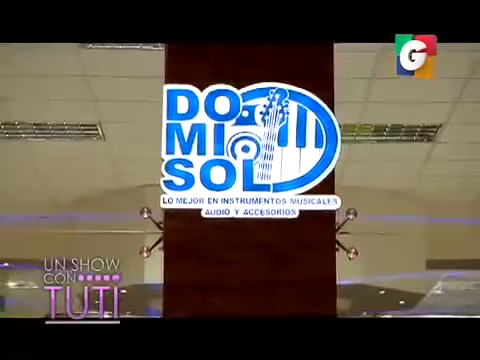 G
DO
MI
SOL
LO MEJOR EN INSTRUMENTOS MUSICALES
AUDIO Y ACCESORIOS
UN SHOW
CON
TUTI